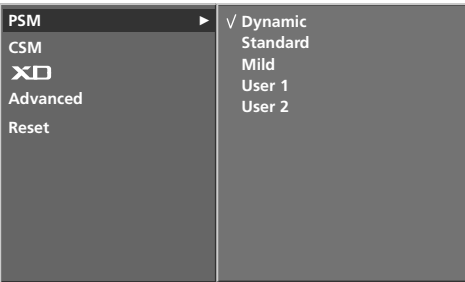 PSM ▶
CSM
XD
Advanced
Reset
√ Dynamic
Standard
Mild
User 1
User 2